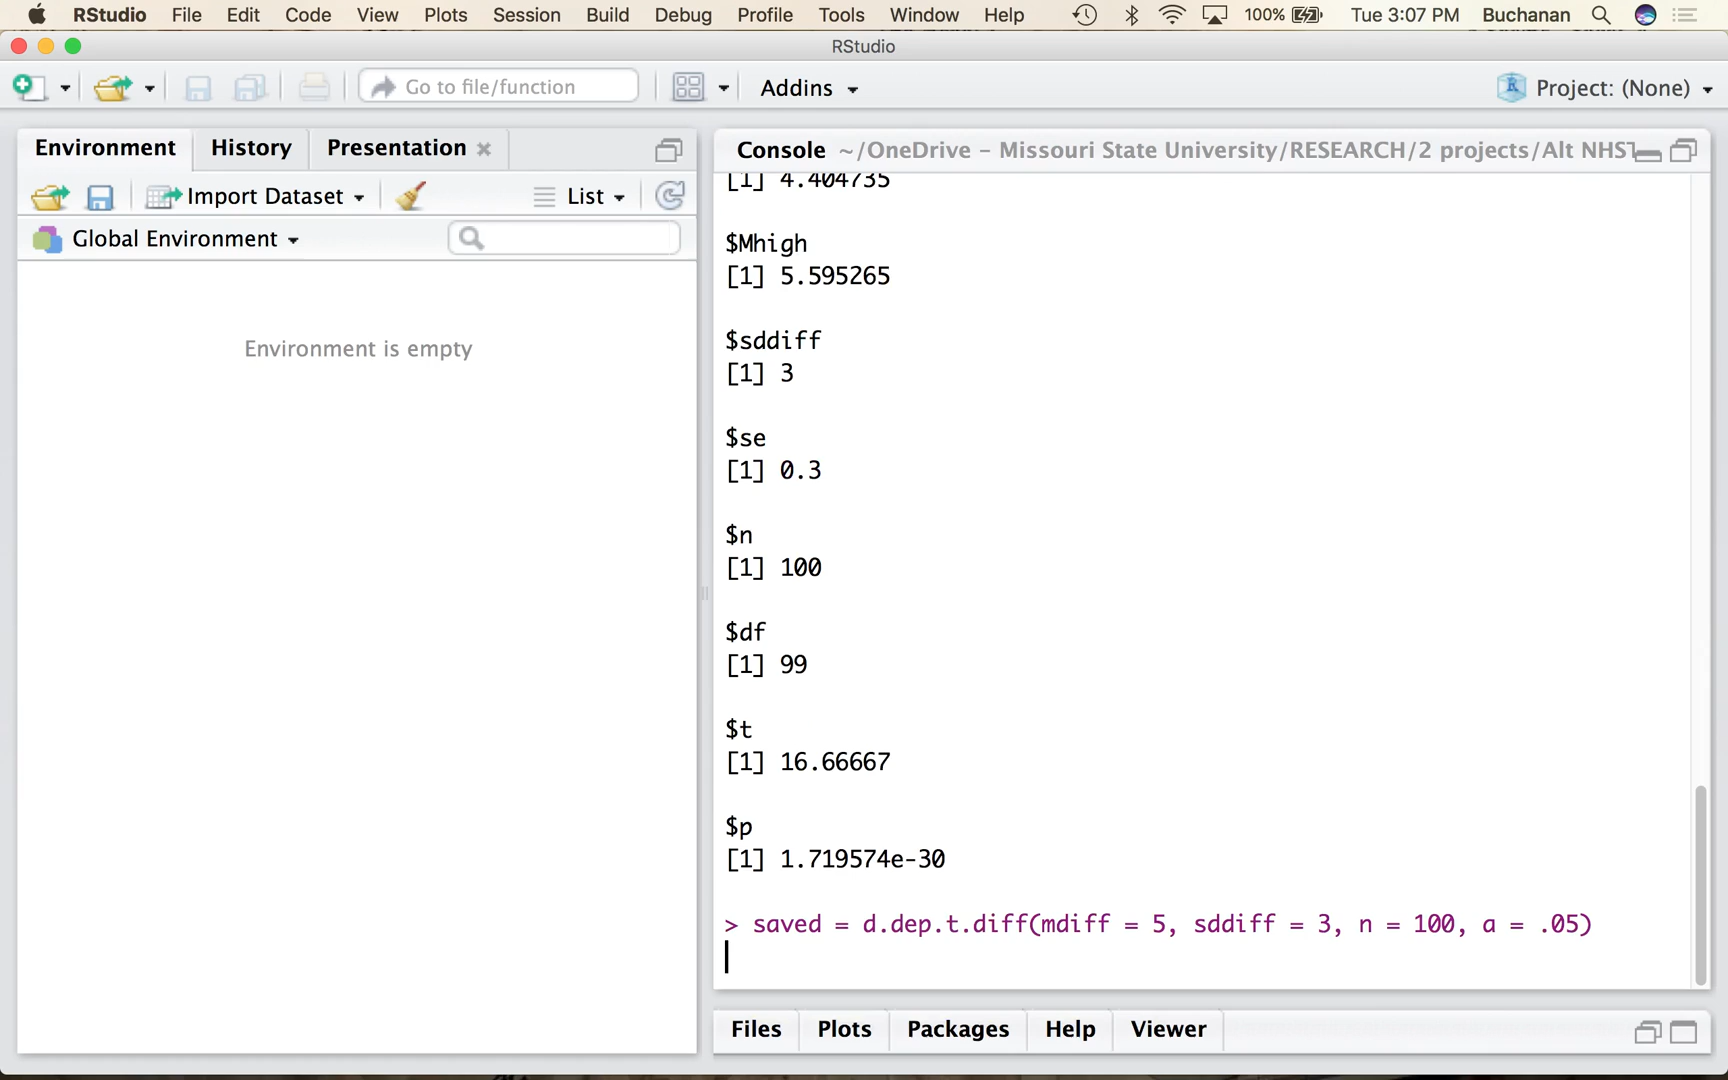 RStudio File Edit Code View Plots Session Build Debug Profile Tools Window Help 100% Tue 3:07 PM Buchanan
RStudio
Go to file/function Addins Project: (None)
Environment History Presentation
Import Dataset List
Global Environment
Environment is empty
Console ~/OneDrive - Missouri State University/RESEARCH/2 projects/Alt NHST
[1] 4.404735
$Mhigh
[1] 5.595265
$sddiff
[1] 3
$se
[1] 0.3
$n
[1] 100
$df
[1] 99
$t
[1] 16.66667
$p
[1] 1.719574e-30
> saved = d.dep.t.diff(mdiff = 5, sddiff = 3, n = 100, a = .05)
Files Plots Packages Help Viewer